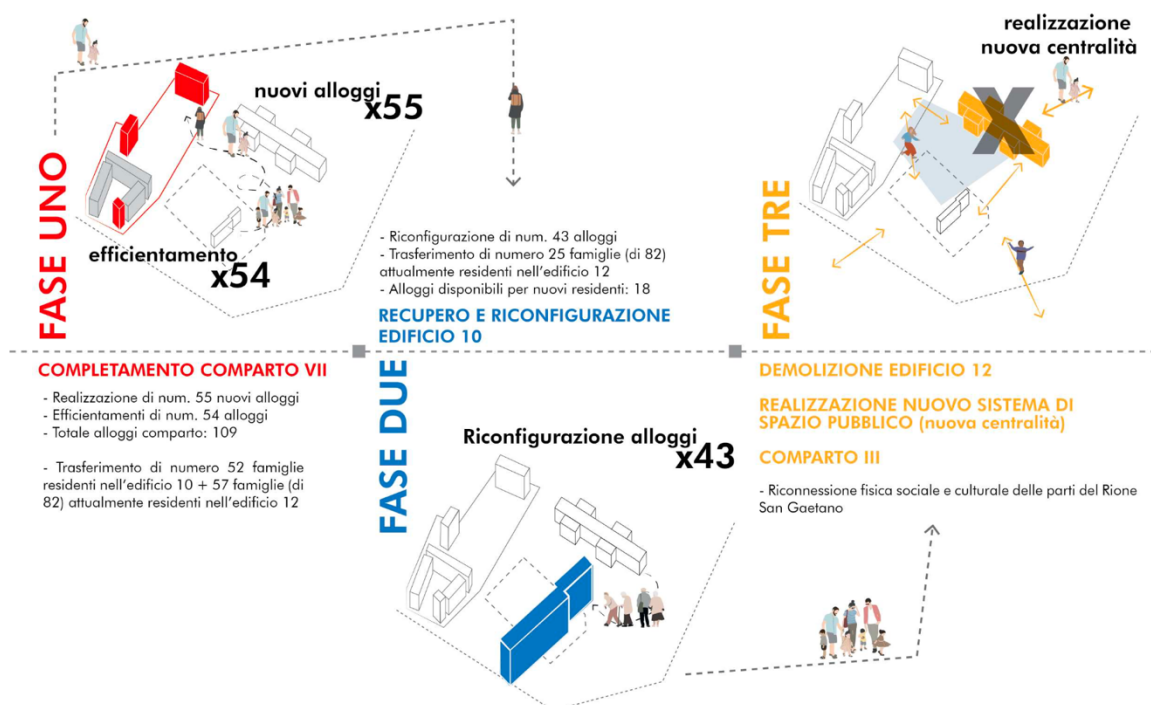 FASE UNO
nuovi alloggi
x55
efficientamento
x54
COMPLETAMENTO COMPARTO VII
- Realizzazione di num. 55 nuovi alloggi
- Efficientamenti di num. 54 alloggi
- Totale alloggi comparto: 109
- Trasferimento di numero 52 famiglie
residenti nell'edificio 10 + 57 famiglie (di
82) attualmente residenti nell'edificio 12
- Riconfigurazione di num. 43 alloggi
- Trasferimento di numero 25 famiglie (di 82)
attualmente residenti nell'edificio 12
- Alloggi disponibili per nuovi residenti: 18
RECUPERO E RICONFIGURAZIONE
EDIFICIO 10
FASE DUE
Riconfigurazione alloggi
x43
FASE TRE
realizzazione
nuova centralità
X
DEMOLIZIONE EDIFICIO 12
REALIZZAZIONE NUOVO SISTEMA DI
SPAZIO PUBBLICO (nuova centralità)
COMPARTO III
- Riconnessione fisica sociale e culturale delle parti del Rione
San Gaetano